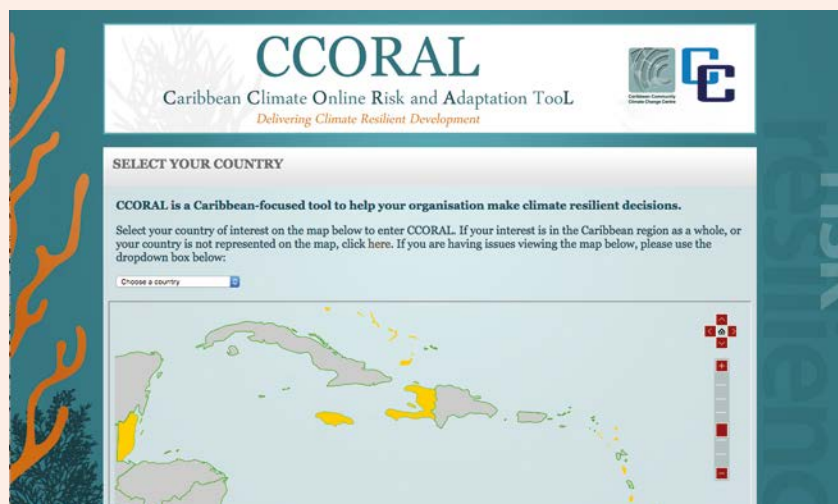 CCORAL
Caribbean Climate Online Risk and Adaptation TooL
Delivering Climate Resilient Development
Caribbean Community
Climate Change Centre
SELECT YOUR COUNTRY
CCORAL is a Caribbean-focused tool to help your organisation make climate resilient decisions.
Select your country of interest on the map below to enter CCORAL. If your interest is in the Caribbean region as a whole, or
your country is not represented on the map, click here. If you are having issues viewing the map below, please use the
dropdown box below:
Choose a country
risk
resilience